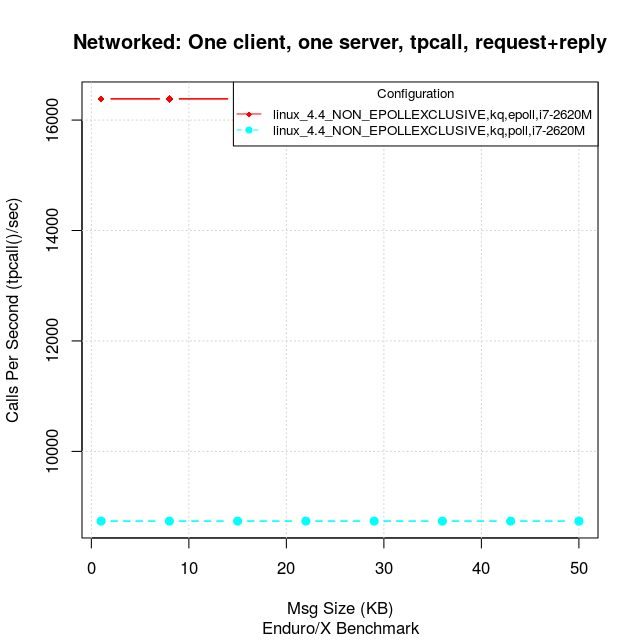 Networked: One client, one server, tpcall, request+reply
Configuration
linux_4.4_NON_EPOLLEXCLUSIVE,kq,epoll,i7-2620M
linux_4.4_NON_EPOLLEXCLUSIVE,kq,poll,i7-2620M
Calls Per Second (tpcall()/sec)
16000
14000
12000
10000
0 10 20 30 40 50
Msg Size (KB)
Enduro/X Benchmark